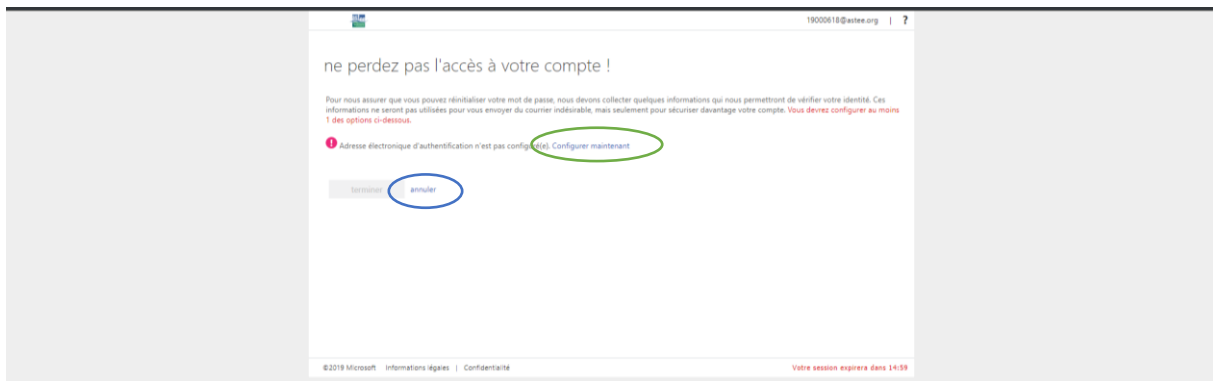 19000618@astee.org | ?
ne perdez pas l'accès à votre compte !
Pour nous assurer que vous pouvez réinitialiser votre mot de passe, nous devons collecter quelques informations qui nous permettront de vérifier votre identité. Ces
informations ne seront pas utilisées pour vous envoyer du courrier indésirable, mais seulement pour sécuriser davantage votre compte. Vous devrez configurer au moins
1 des options ci-dessous.
! Adresse électronique d'authentification n'est pas configuré(e). Configurer maintenant
terminer annuler
©2019 Microsoft Informations légales | Confidentialité Votre session expirera dans 14:59